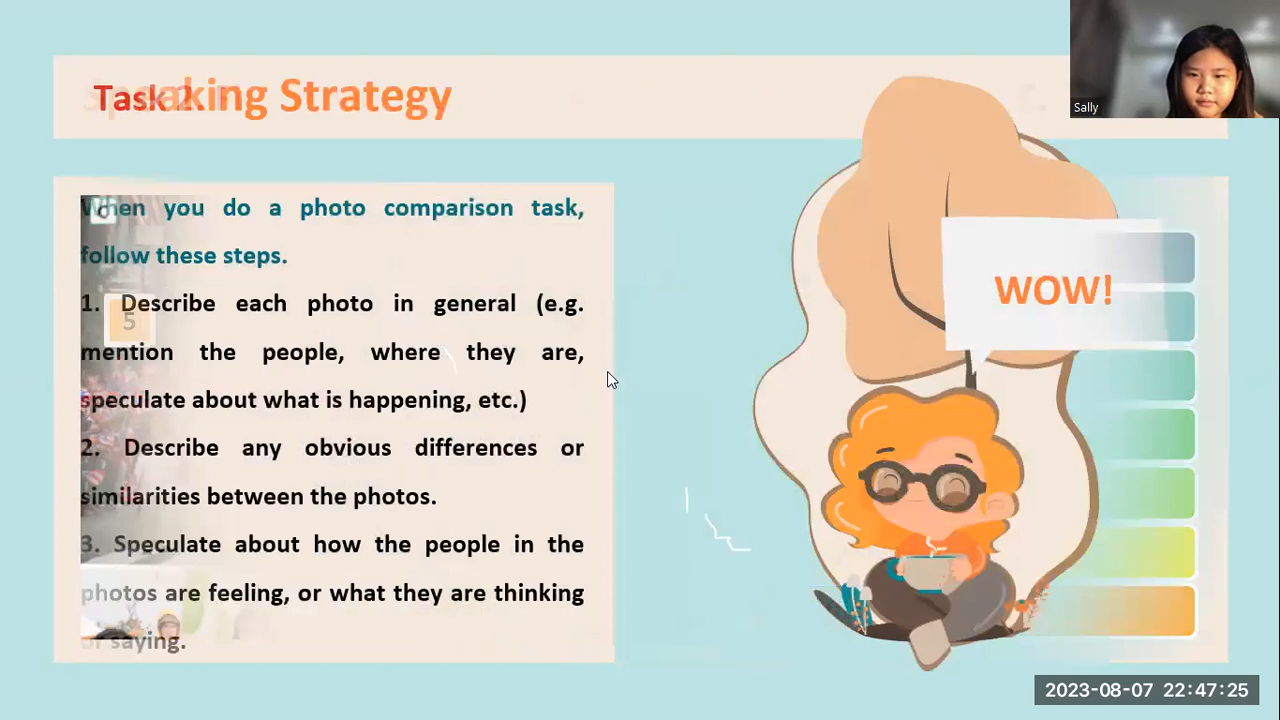 Speaking Strategy
Task 2.
Sally
When you do a photo comparison task,
follow these steps.
1. Describe each photo in general (e.g.
mention the people, where they are,
speculate about what is happening, etc.)
2. Describe any obvious differences or
similarities between the photos.
3. Speculate about how the people in the
photos are feeling, or what they are thinking
or saying.
5
WOW!
2023-08-07 22:47:25